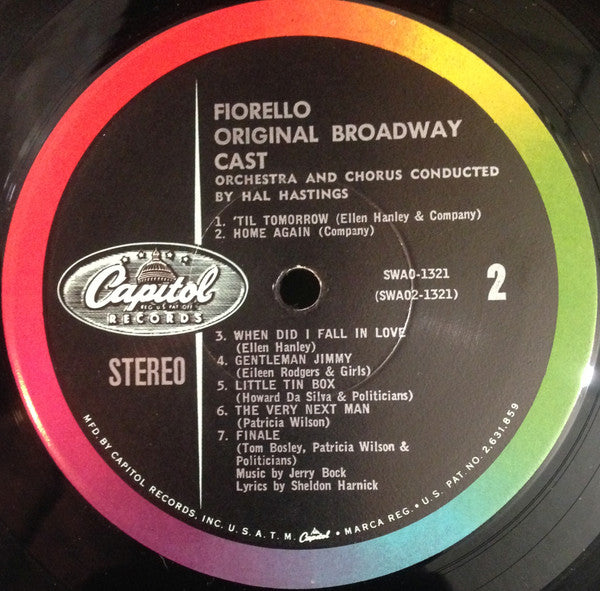 FIORELLO
ORIGINAL BROADWAY
CAST
ORCHESTRA AND CHORUS CONDUCTED
BY HAL HASTINGS
1. 'TIL TOMORROW (Ellen Hanley & Company)
2. HOME AGAIN (Company)
SWAO-1321
(SWAO2-1321)
2
Capitol
REG. U.S. PAT. OFF.
RECORDS
STEREO
3. WHEN DID I FALL IN LOVE
(Ellen Hanley)
4. GENTLEMAN JIMMY
(Eileen Rodgers & Girls)
5. LITTLE TIN BOX
(Howard Da Silva & Politicians)
6. THE VERY NEXT MAN
(Patricia Wilson)
7. FINALE
(Tom Bosley, Patricia Wilson &
Politicians)
Music by Jerry Bock
Lyrics by Sheldon Harnick
MFD. BY CAPITOL RECORDS, INC. U.S.A. T.M. Capitol • MARCA REG. • U.S. PAT. NO. 2,631,859